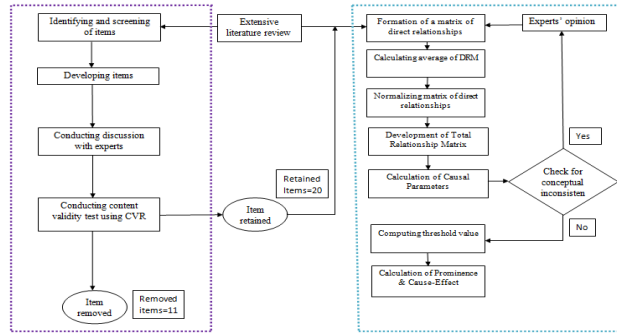 Identifying and screening
of items
Developing items
Conducting discussion
with experts
Conducting content
validity test using CVR
Item
removed
Removed
items=11
Extensive
literature review
Retained
Items=20
Item
retained
Formation of a matrix of
direct relationships
Calculating average of DRM
Normalizing matrix of direct
relationships
Development of Total
Relationship Matrix
Calculation of Causal
Parameters
Computing threshold value
Calculation of Prominence
& Cause-Effect
Experts' opinion
Yes
Check for
conceptual
inconsisten
No